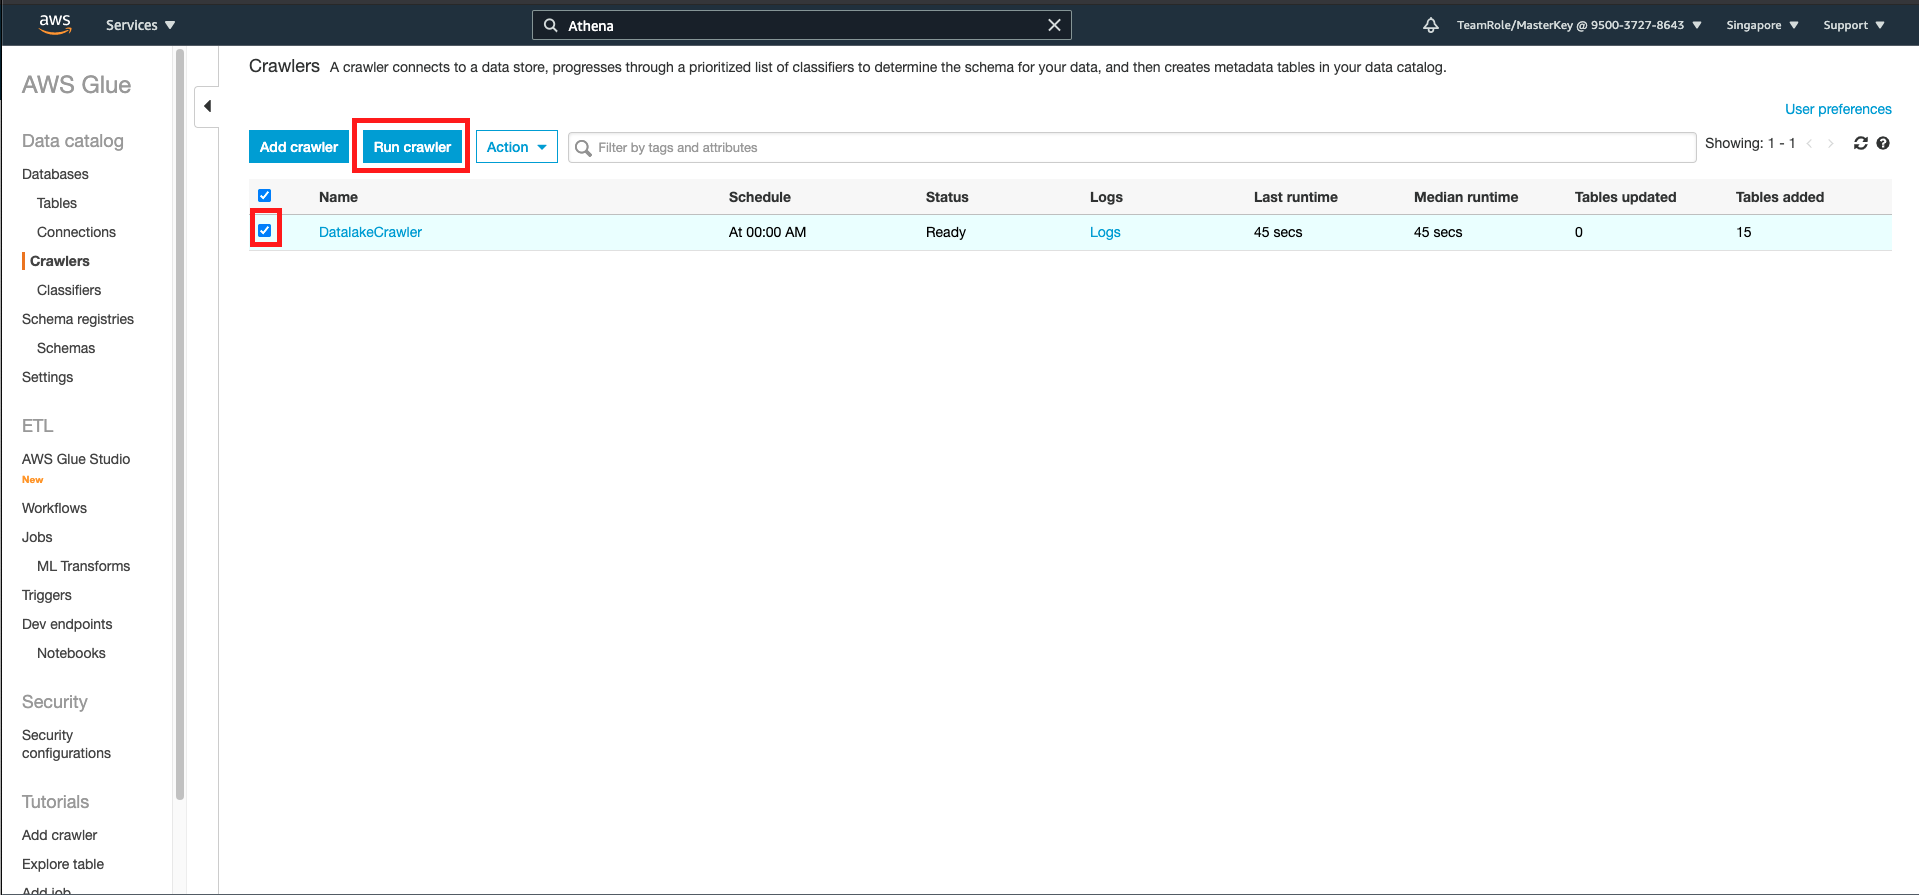 aws Services Athena TeamRole/MasterKey @ 9500-3727-8643 Singapore Support
AWS Glue
Data catalog
Databases
Tables
Connections
Crawlers
Classifiers
Schema registries
Schemas
Settings
ETL
AWS Glue Studio
New
Workflows
Jobs
ML Transforms
Triggers
Dev endpoints
Notebooks
Security
Security
configurations
Tutorials
Add crawler
Explore table
Add job
Crawlers A crawler connects to a data store, progresses through a prioritized list of classifiers to determine the schema for your data, and then creates metadata tables in your data catalog.
User preferences
Add crawler Run crawler Action Filter by tags and attributes Showing: 1 - 1
Name Schedule Status Logs Last runtime Median runtime Tables updated Tables added
DatalakeCrawler At 00:00 AM Ready Logs 45 secs 45 secs 0 15